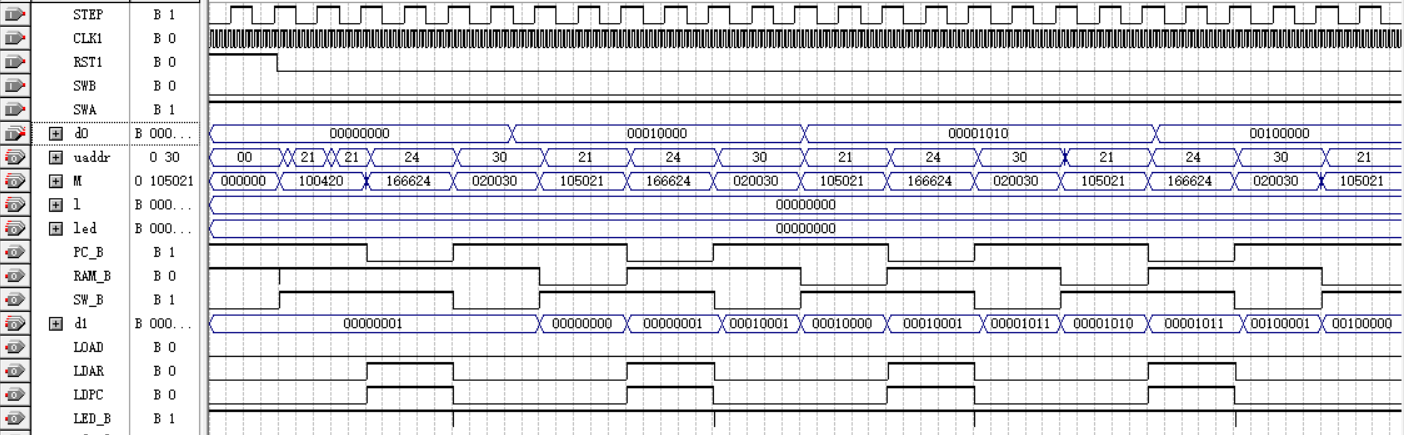 STEP B 1
CLK1 B 0
RST1 B 0
SWB B 0
SWA B 1
d0 B 000... 00000000 00010000 00001010 00100000
uaddr O 30 00 21 21 24 30 21 24 30 21 24 30 21 24 30 21
M O 105021 000000 100420 166624 020030 105021 166624 020030 105021 166624 020030 105021 166624 020030 105021
l B 000... 00000000
led B 000... 00000000
PC_B B 1
RAM_B B 0
SW_B B 1
d1 B 000... 00000001 00000000 00000001 00010001 00010000 00010001 00001011 00001010 00001011 00100001 00100000
LOAD B 0
LDAR B 0
LDPC B 0
LED_B B 1